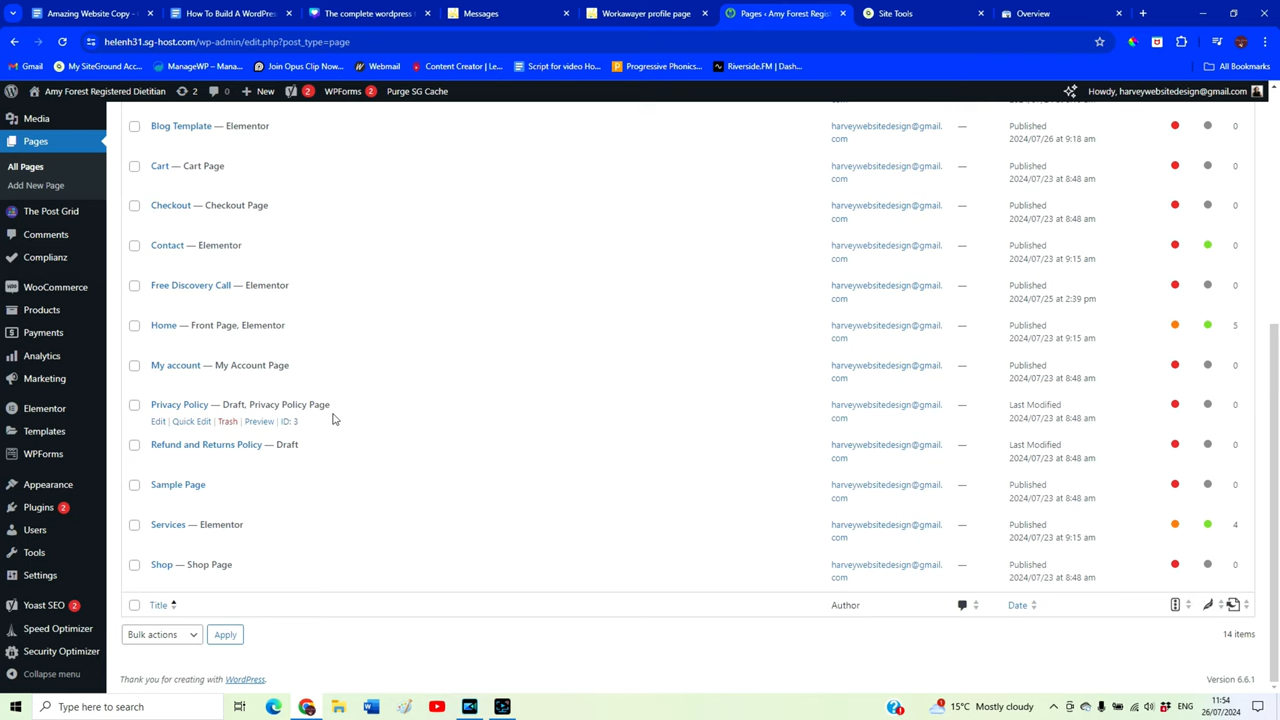 Amazing Website Copy -
How To Build A WordPres
The complete wordpress
Messages
Workawayer profile page
Pages ‹ Amy Forest Regis
Site Tools
Overview
helenh31.sg-host.com/wp-admin/edit.php?post_type=page
Gmail
My SiteGround Acc...
ManageWP – Mana...
Join Opus Clip Now...
Webmail
Content Creator | Le...
Script for video Ho...
Progressive Phonics...
Riverside.FM | Dash...
All Bookmarks
Amy Forest Registered Dietitian
2
0
New
2
WPForms 2
Purge SG Cache
Howdy, harveywebsitedesign@gmail.com
Media
Pages
All Pages
Add New Page
The Post Grid
Comments
Complianz
WooCommerce
Products
Payments
Analytics
Marketing
Elementor
Templates
WPForms
Appearance
Plugins 2
Users
Tools
Settings
Yoast SEO 2
Speed Optimizer
Security Optimizer
Collapse menu
Blog Template — Elementor
harveywebsitedesign@gmail.
com
—
Published
2024/07/26 at 9:18 am
0
Cart — Cart Page
harveywebsitedesign@gmail.
com
—
Published
2024/07/23 at 8:48 am
0
Checkout — Checkout Page
harveywebsitedesign@gmail.
com
—
Published
2024/07/23 at 8:48 am
0
Contact — Elementor
harveywebsitedesign@gmail.
com
—
Published
2024/07/23 at 9:15 am
0
Free Discovery Call — Elementor
harveywebsitedesign@gmail.
com
—
Published
2024/07/25 at 2:39 pm
0
Home — Front Page, Elementor
harveywebsitedesign@gmail.
com
—
Published
2024/07/23 at 9:15 am
5
My account — My Account Page
harveywebsitedesign@gmail.
com
—
Published
2024/07/23 at 8:48 am
0
Privacy Policy — Draft, Privacy Policy Page
Edit | Quick Edit | Trash | Preview | ID: 3
harveywebsitedesign@gmail.
com
—
Last Modified
2024/07/23 at 8:48 am
0
Refund and Returns Policy — Draft
harveywebsitedesign@gmail.
com
—
Last Modified
2024/07/23 at 8:48 am
0
Sample Page
harveywebsitedesign@gmail.
com
—
Published
2024/07/23 at 8:48 am
0
Services — Elementor
harveywebsitedesign@gmail.
com
—
Published
2024/07/23 at 9:15 am
4
Shop — Shop Page
harveywebsitedesign@gmail.
com
—
Published
2024/07/23 at 8:48 am
0
Title
Author
Date
Bulk actions
Apply
14 items
Thank you for creating with WordPress.
Version 6.6.1
Type here to search
15°C Mostly cloudy
ENG
11:54
26/07/2024